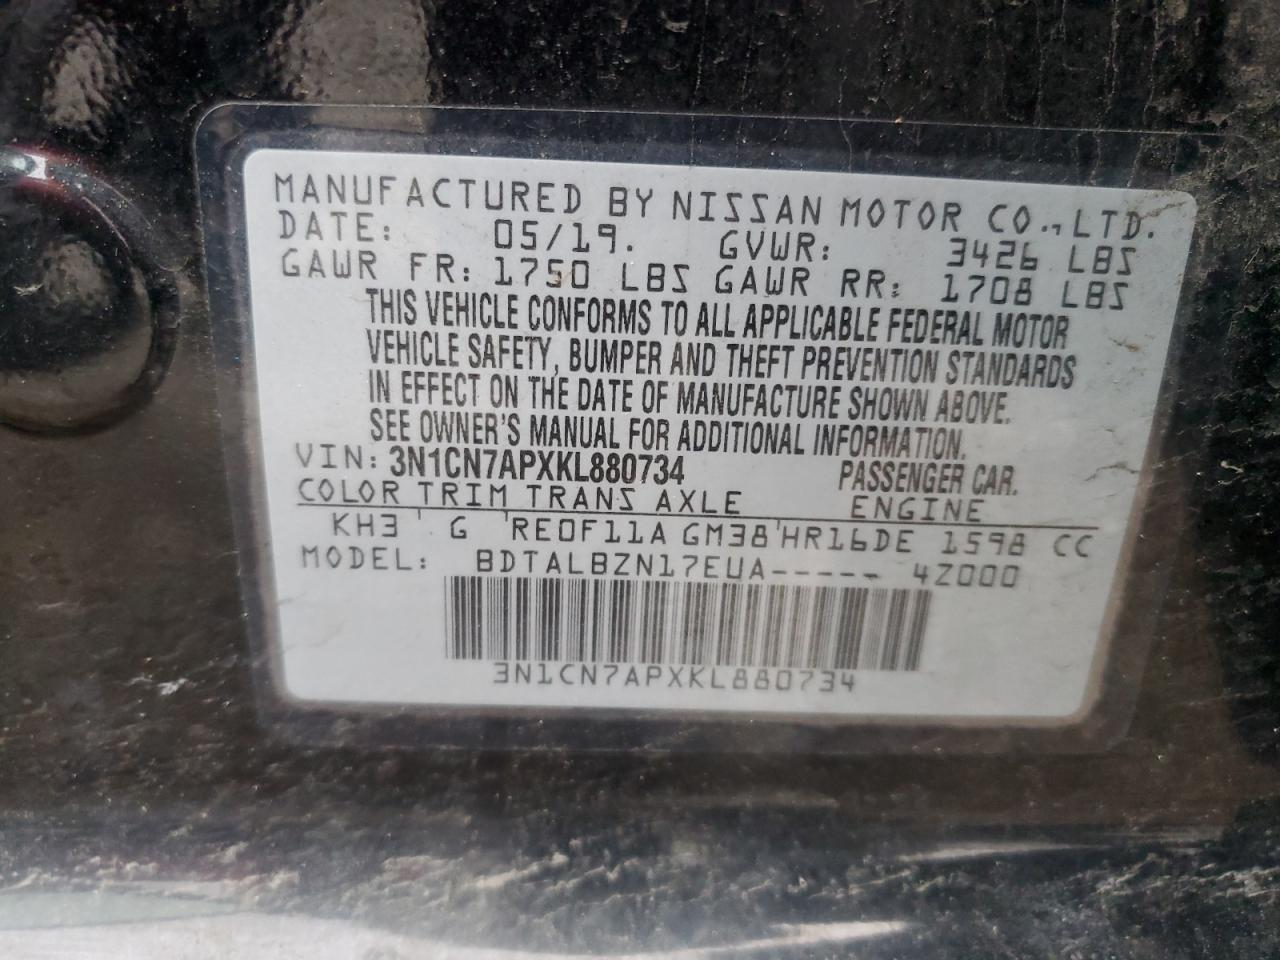 MANUFACTURED BY NISSAN MOTOR CO., LTD.
DATE: 05/19. GVWR: 3426 LBS
GAWR FR: 1750 LBS GAWR RR: 1708 LBS
THIS VEHICLE CONFORMS TO ALL APPLICABLE FEDERAL MOTOR
VEHICLE SAFETY, BUMPER AND THEFT PREVENTION STANDARDS
IN EFFECT ON THE DATE OF MANUFACTURE SHOWN ABOVE.
SEE OWNER'S MANUAL FOR ADDITIONAL INFORMATION.
VIN: 3N1CN7APXKL880734 PASSENGER CAR.
COLOR TRIM TRANS AXLE ENGINE
KH3 ' G ' RE0F11A GM38 ' HR16DE 1598 CC
MODEL: BDTALBZN17EUA----- 4Z000
3N1CN7APXKL880734